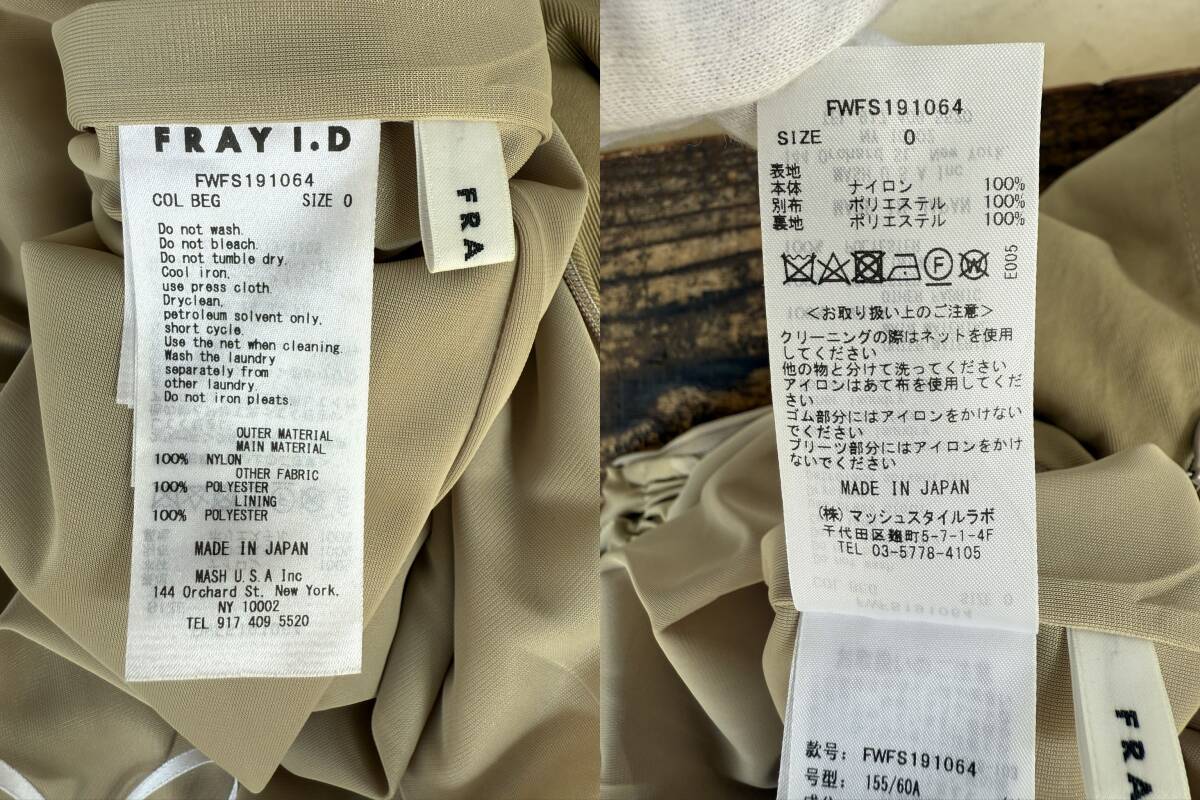 FRAY I.D
FWFS191064
COL BEG SIZE 0
Do not wash.
Do not bleach.
Do not tumble dry.
Cool iron.
use press cloth.
Dryclean,
petroleum solvent only,
short cycle.
Use the net when cleaning.
Wash the laundry
separately from
other laundry.
Do not iron pleats.
OUTER MATERIAL
MAIN MATERIAL
100% NYLON
OTHER FABRIC
100% POLYESTER
LINING
100% POLYESTER
MADE IN JAPAN
MASH U.S.A Inc
144 Orchard St. New York.
NY 10002
TEL 917 409 5520
FRA
FWFS191064
SIZE 0
表地
本体 ナイロン 100%
別布 ポリエステル 100%
裏地 ポリエステル 100%
F W
E005
<お取り扱い上のご注意>
クリーニングの際はネットを使用
してください
他の物と分けて洗ってください
アイロンはあて布を使用してくだ
さい
ゴム部分にはアイロンをかけない
でください
プリーツ部分にはアイロンをかけ
ないでください
MADE IN JAPAN
(株)マッシュスタイルラボ
千代田区麹町5-7-1-4F
TEL 03-5778-4105
款号: FWFS191064
号型: 155/60A
FRA